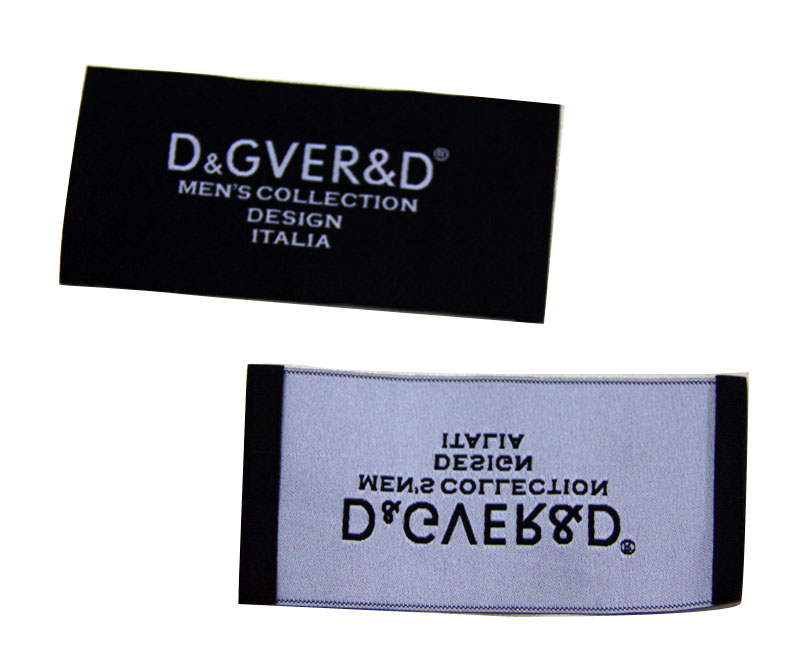 D&GVER&D®
MEN'S COLLECTION
DESIGN
ITALIA
ITALIA
DESIGN
MEN'S COLLECTION
D&GVER&D®